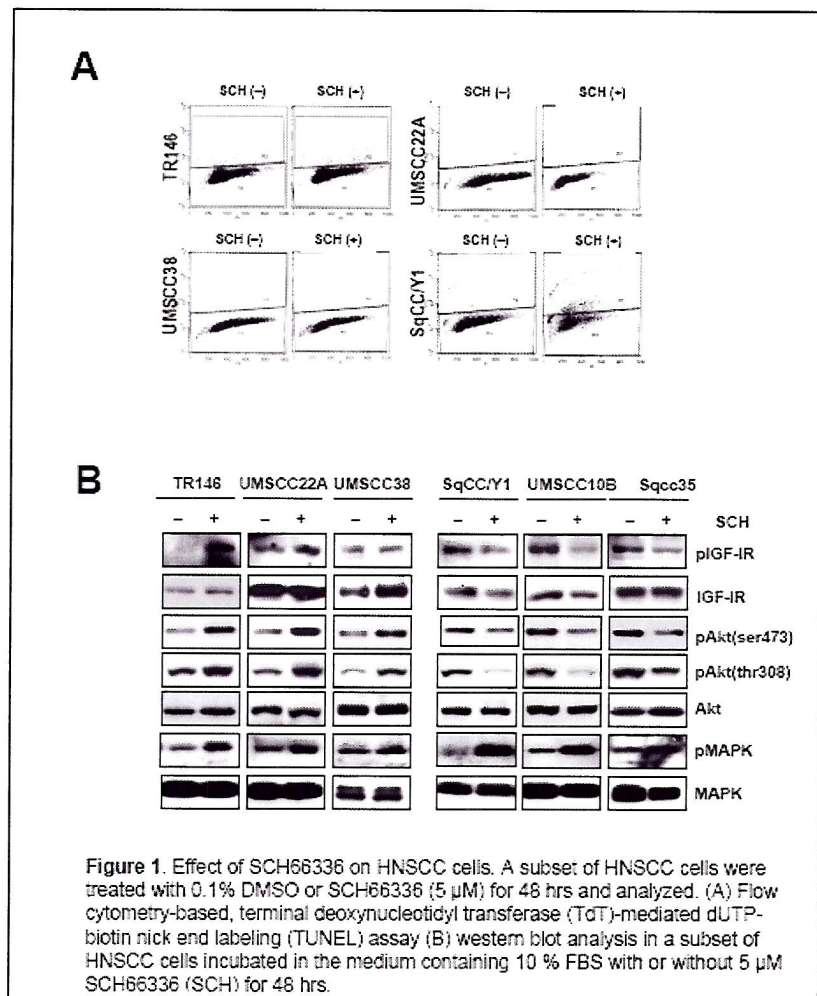 A
SCH (–) SCH (+) SCH (–) SCH (+)
TR146 UMSCC22A
SCH (–) SCH (+) SCH (–) SCH (+)
UMSCC38 SqCC/Y1
B
TR146 UMSCC22A UMSCC38 SqCC/Y1 UMSCC10B Sqcc35
– + – + – + – + – + – + SCH
pIGF-IR
IGF-IR
pAkt(ser473)
pAkt(thr308)
Akt
pMAPK
MAPK
Figure 1. Effect of SCH66336 on HNSCC cells. A subset of HNSCC cells were
treated with 0.1% DMSO or SCH66336 (5 µM) for 48 hrs and analyzed. (A) Flow
cytometry-based, terminal deoxynucleotidyl transferase (TdT)-mediated dUTP-
biotin nick end labeling (TUNEL) assay (B) western blot analysis in a subset of
HNSCC cells incubated in the medium containing 10 % FBS with or without 5 µM
SCH66336 (SCH) for 48 hrs.